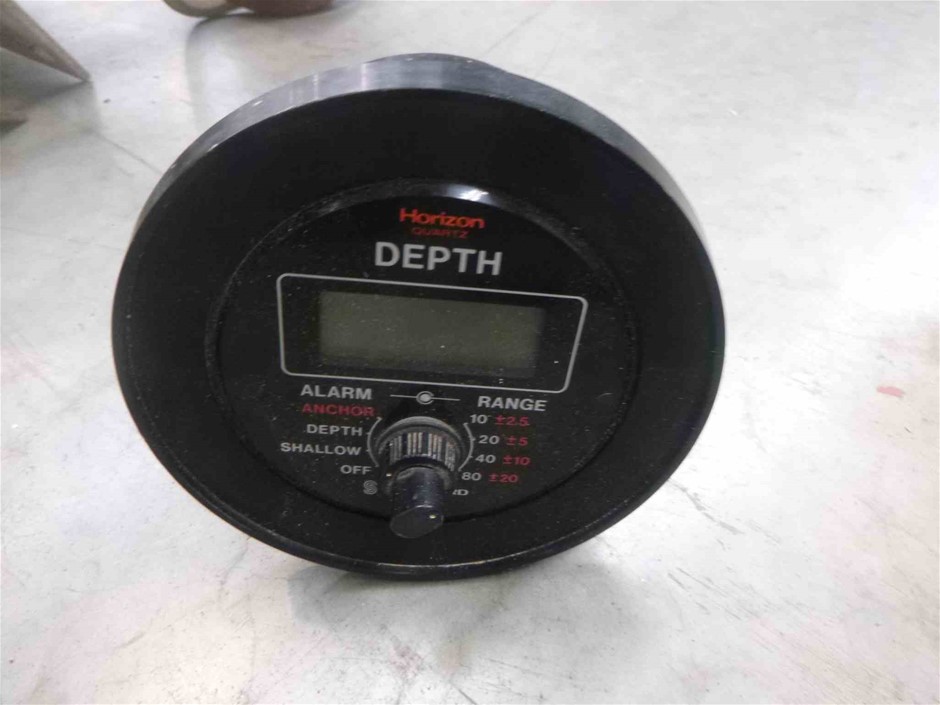 Horizon
QUARTZ
DEPTH
ALARM RANGE
ANCHOR 10 ±2.5
DEPTH 20 ±5
SHALLOW 40 ±10
OFF 80 ±20